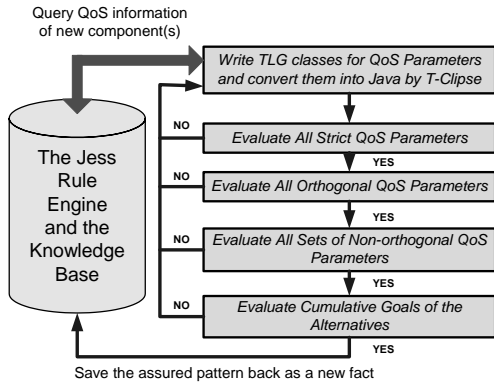 Query QoS information
of new component(s)
Write TLG classes for QoS Parameters
and convert them into Java by T-Clipse
NO
Evaluate All Strict QoS Parameters
YES
The Jess
Rule
Engine
and the
Knowledge
Base
NO
Evaluate All Orthogonal QoS Parameters
YES
NO
Evaluate All Sets of Non-orthogonal QoS
Parameters
YES
NO
Evaluate Cumulative Goals of the
Alternatives
YES
Save the assured pattern back as a new fact